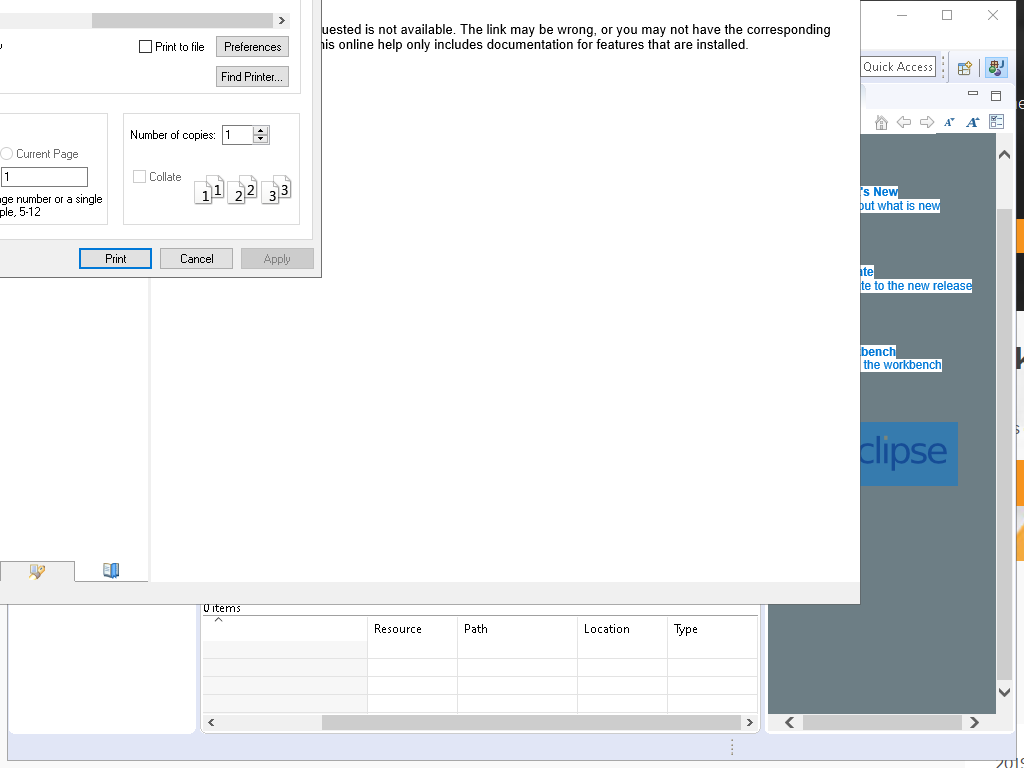 uested is not available. The link may be wrong, or you may not have the corresponding
his online help only includes documentation for features that are installed.
Print to file
Preferences
Find Printer...
Number of copies:
1
Current Page
1
Collate
1 1 2 2 3 3
ge number or a single
ple, 5-12
Print
Cancel
Apply
Quick Access
's New
out what is new
ate
te to the new release
bench
the workbench
clipse
0 items
Resource
Path
Location
Type
2019